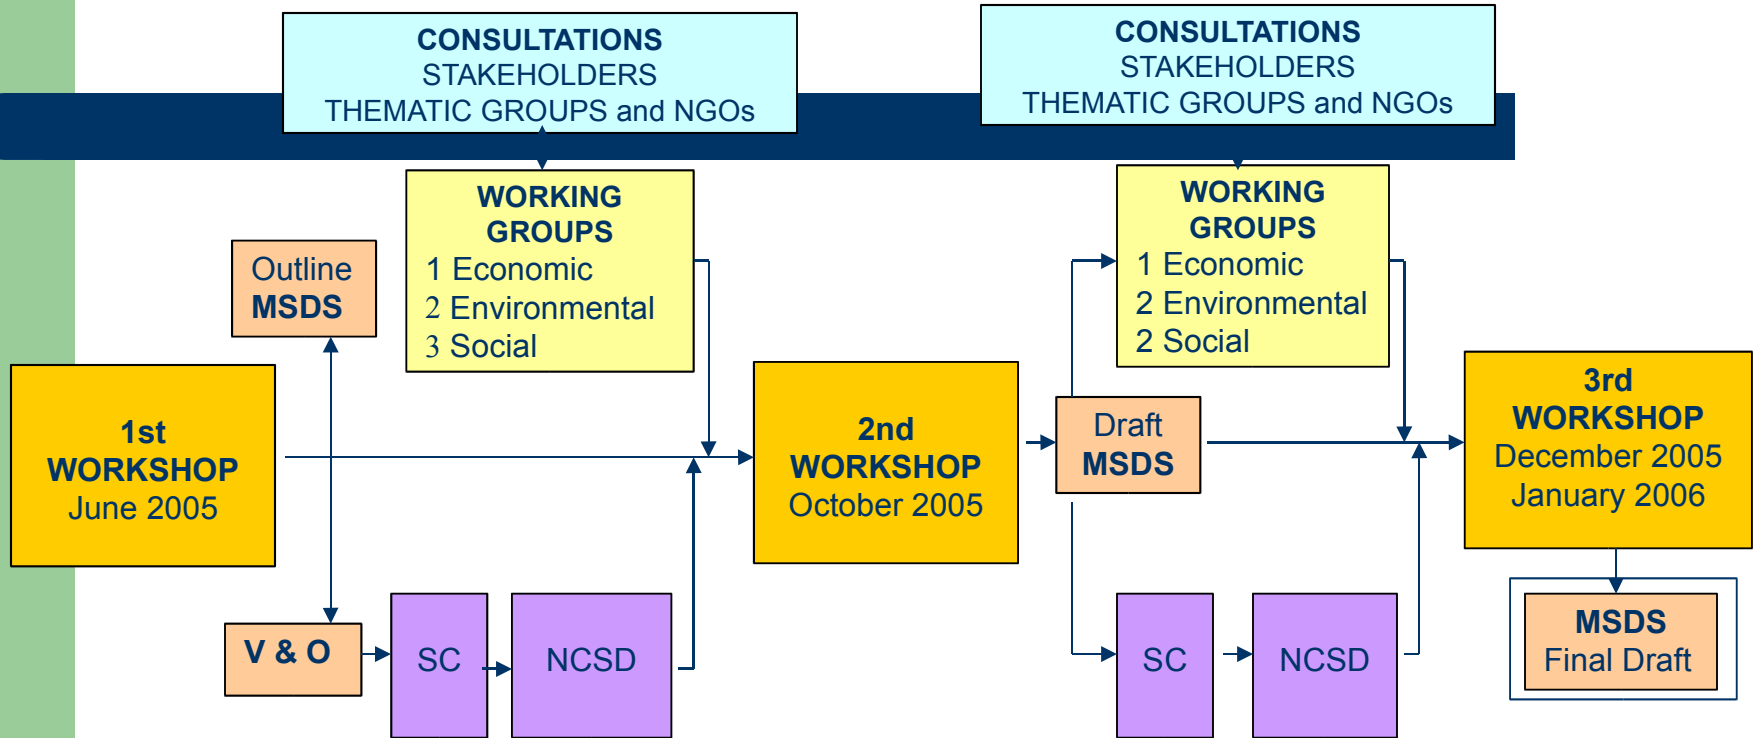 CONSULTATIONS
STAKEHOLDERS
THEMATIC GROUPS and NGOs
CONSULTATIONS
STAKEHOLDERS
THEMATIC GROUPS and NGOs
WORKING
GROUPS
1 Economic
2 Environmental
3 Social
WORKING
GROUPS
1 Economic
2 Environmental
2 Social
Outline
MSDS
1st
WORKSHOP
June 2005
2nd
WORKSHOP
October 2005
Draft
MSDS
3rd
WORKSHOP
December 2005
January 2006
V & O
SC
NCSD
SC
NCSD
MSDS
Final Draft